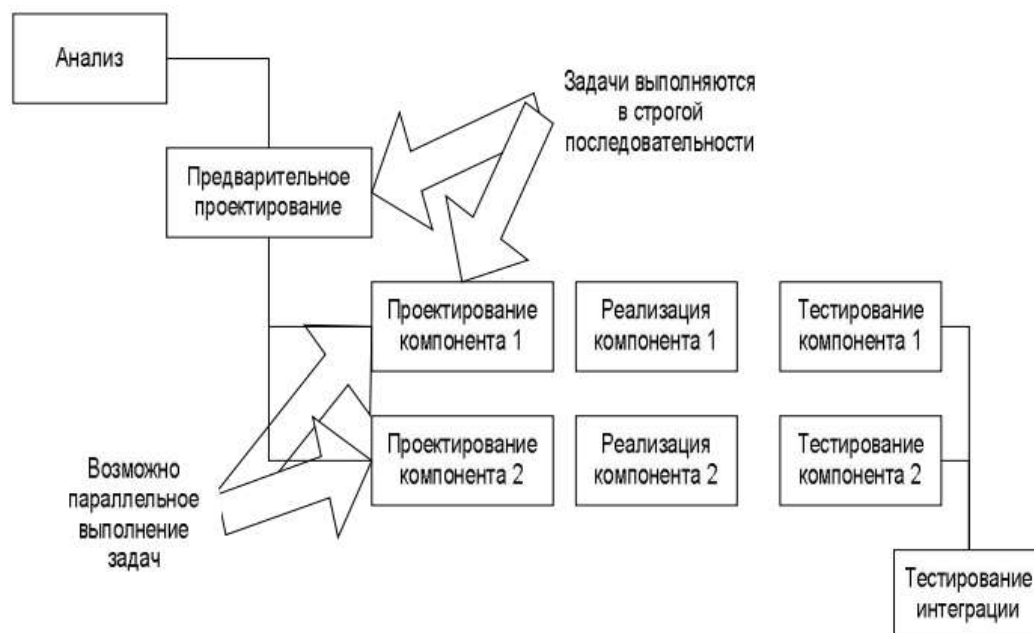 Анализ
Задачи выполняются
в строгой
последовательности
Предварительное
проектирование
Проектирование
компонента 1
Реализация
компонента 1
Тестирование
компонента 1
Проектирование
компонента 2
Реализация
компонента 2
Тестирование
компонента 2
Возможно
параллельное
выполнение
задач
Тестирование
интеграции